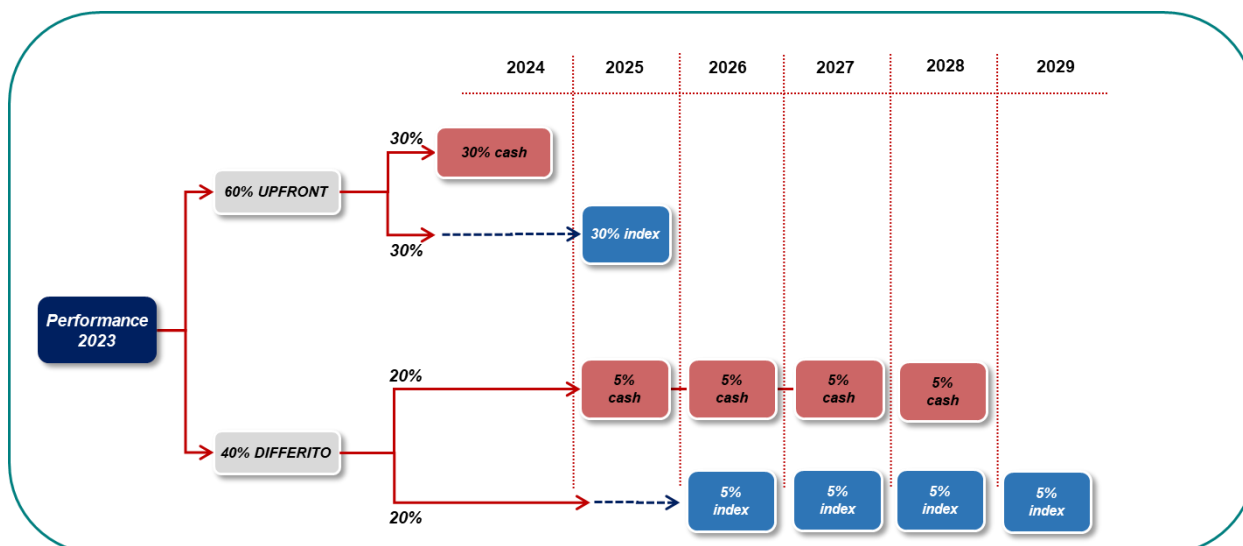 2024 2025 2026 2027 2028 2029
30%
30% cash
60% UPFRONT
30% index
30%
Performance
2023
20%
5%
cash
5%
cash
5%
cash
5%
cash
40% DIFFERITO
5%
index
5%
index
5%
index
5%
index
20%